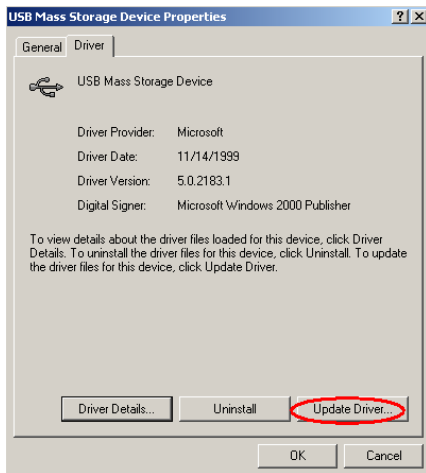 USB Mass Storage Device Properties
General Driver
USB Mass Storage Device
Driver Provider: Microsoft
Driver Date: 11/14/1999
Driver Version: 5.0.2183.1
Digital Signer: Microsoft Windows 2000 Publisher
To view details about the driver files loaded for this device, click Driver
Details. To uninstall the driver files for this device, click Uninstall. To update
the driver files for this device, click Update Driver.
Driver Details... Uninstall Update Driver...
OK Cancel